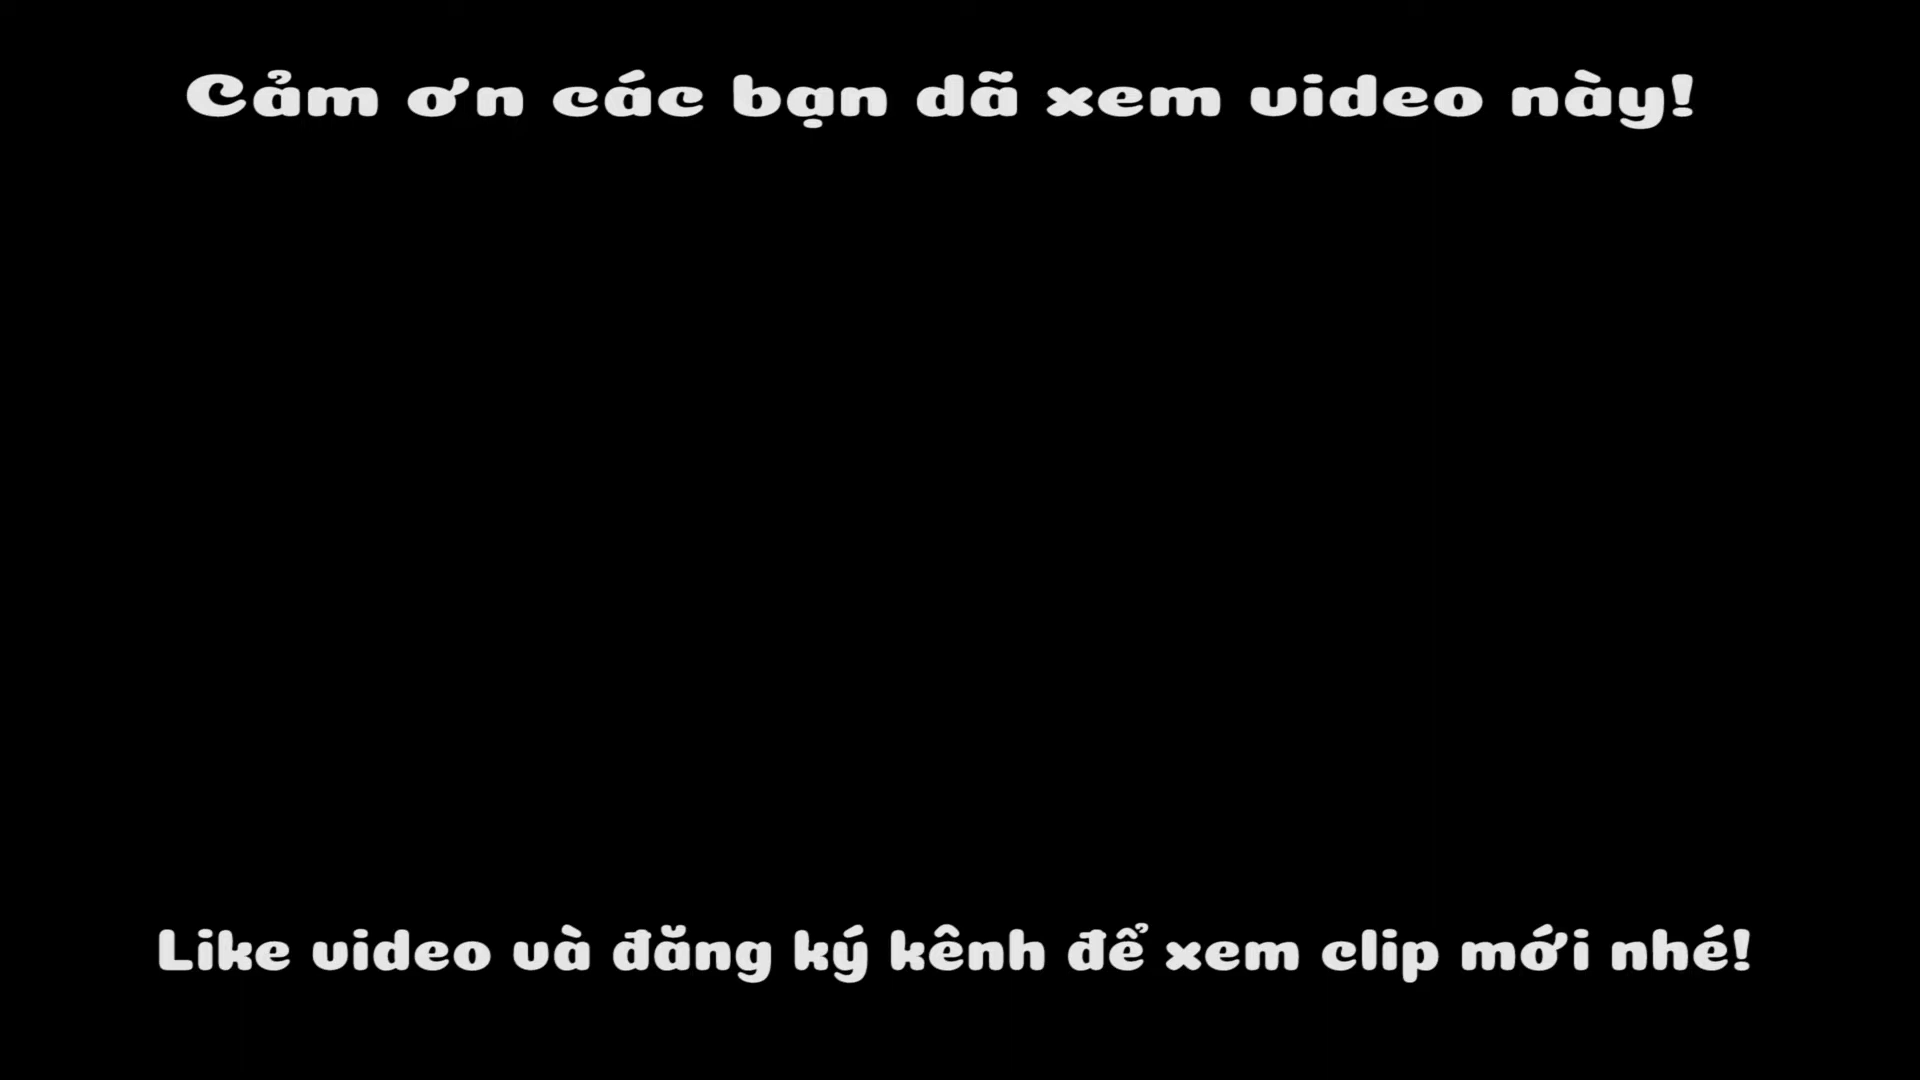 Cảm ơn các bạn dã xem video này!
Like video và đăng ký kênh để xem clip mới nhé!